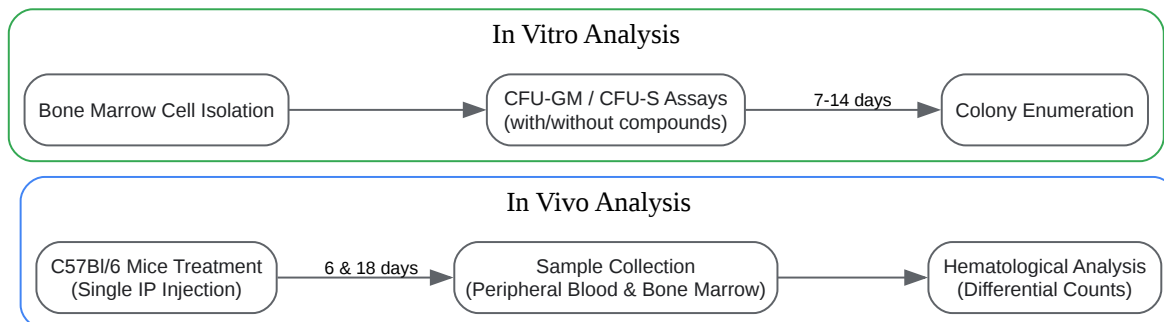 In Vitro Analysis
Bone Marrow Cell Isolation
CFU-GM / CFU-S Assays
(with/without compounds)
7-14 days
Colony Enumeration
In Vivo Analysis
C57Bl/6 Mice Treatment
(Single IP Injection)
6 & 18 days
Sample Collection
(Peripheral Blood & Bone Marrow)
Hematological Analysis
(Differential Counts)